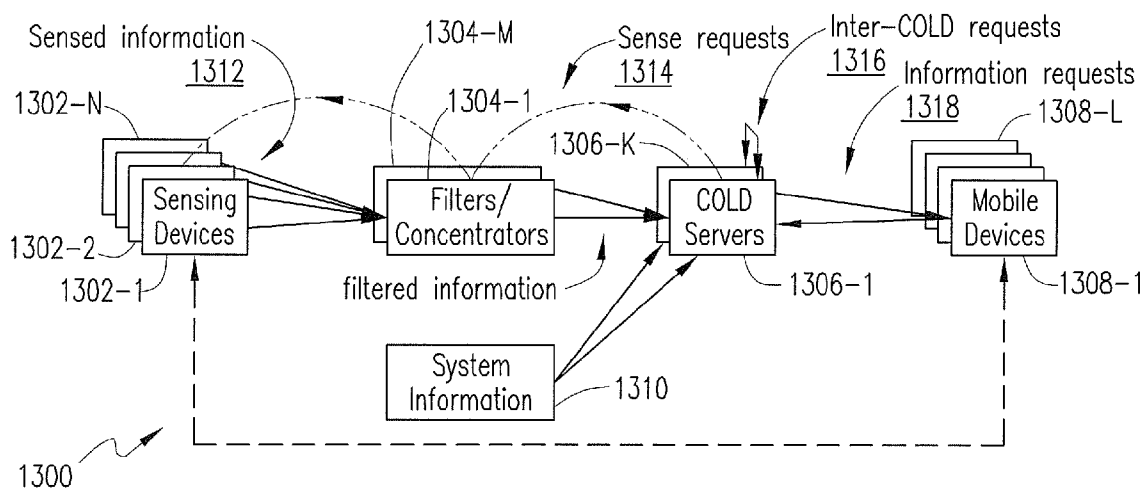 Sensed information
1312
1304-M
1304-1
Sense requests
1314
Inter-COLD requests
1316
Information requests
1318
1302-N
1306-K
1308-L
Sensing
Devices
Filters/
Concentrators
COLD
Servers
Mobile
Devices
1302-2
1302-1
filtered information
1306-1
1308-1
System
Information
1310
1300